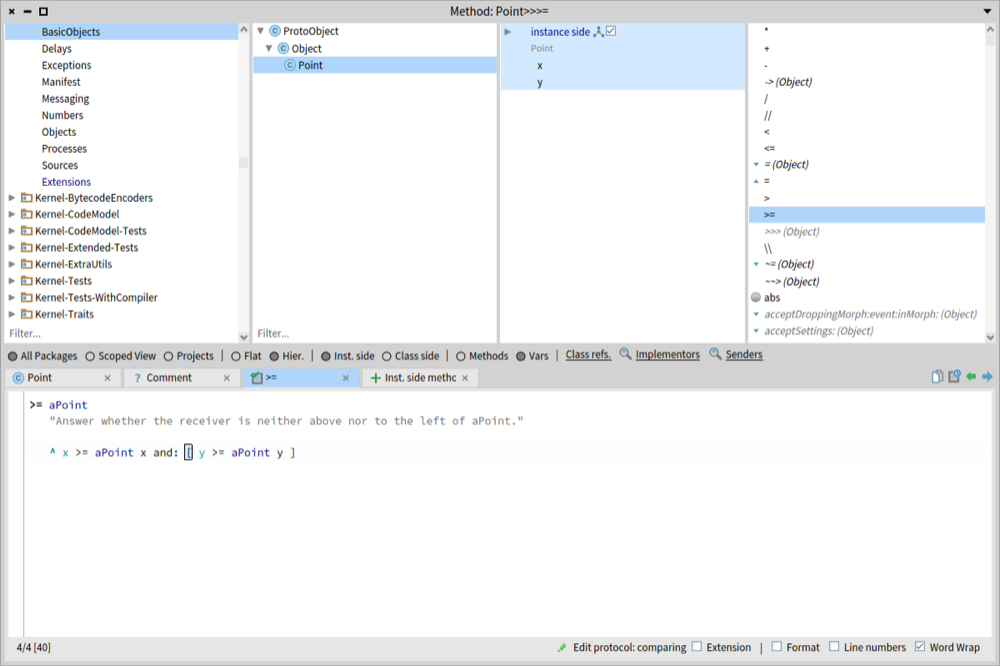 Method: Point>>>=
BasicObjects
Delays
Exceptions
Manifest
Messaging
Numbers
Objects
Processes
Sources
Extensions
Kernel-BytecodeEncoders
Kernel-CodeModel
Kernel-CodeModel-Tests
Kernel-Extended-Tests
Kernel-ExtraUtils
Kernel-Tests
Kernel-Tests-WithCompiler
Kernel-Traits
Filter...
ProtoObject
Object
Point
Filter...
instance side
Point
x
y
*
+
-
-> (Object)
/
//
<
<=
= (Object)
=
>
>=
>>> (Object)
\\
~= (Object)
~~> (Object)
abs
acceptDroppingMorph:event:inMorph: (Object)
acceptSettings: (Object)
All Packages Scoped View Projects | Flat Hier. | Inst. side Class side | Methods Vars | Class refs. Implementors Senders
Point ? Comment >= Inst. side methc
>= aPoint
"Answer whether the receiver is neither above nor to the left of aPoint."
^ x >= aPoint x and: [ y >= aPoint y ]
4/4 [40] Edit protocol: comparing Extension | Format Line numbers Word Wrap